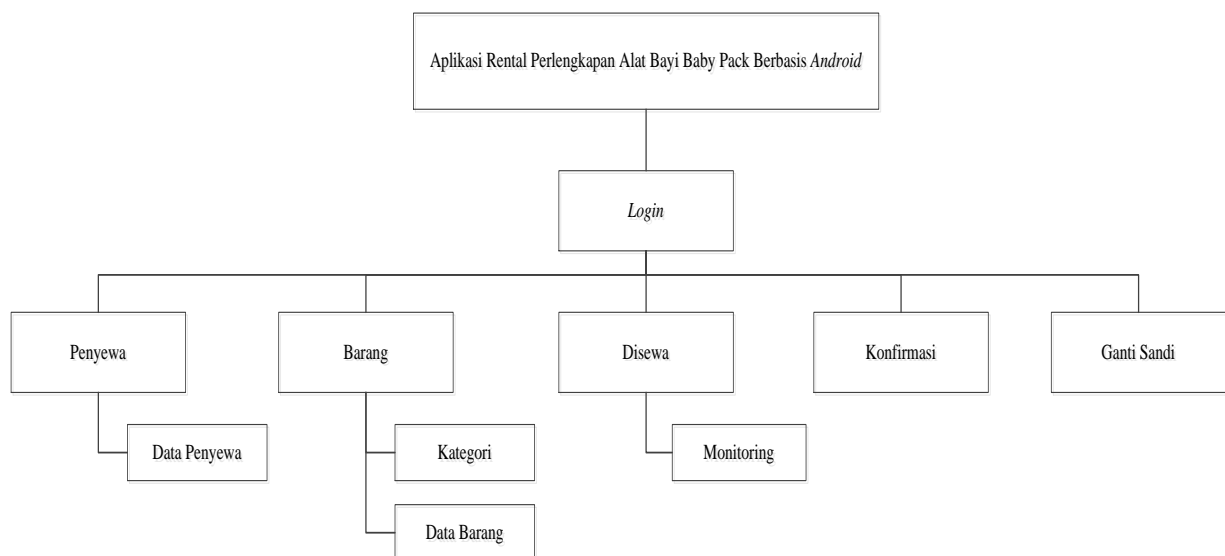 Aplikasi Rental Perlengkapan Alat Bayi Baby Pack Berbasis Android
Login
Penyewa
Barang
Disewa
Konfirmasi
Ganti Sandi
Data Penyewa
Kategori
Monitoring
Data Barang